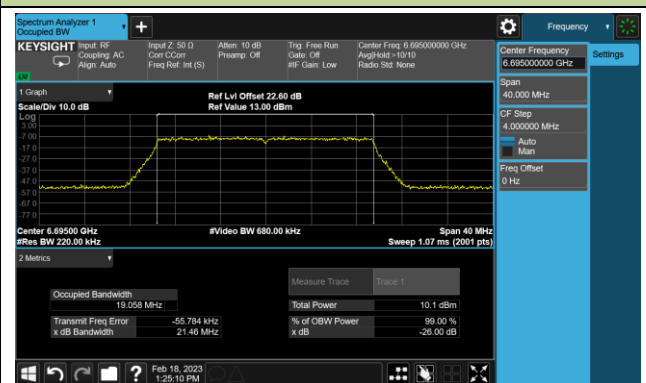 Spectrum Analyzer 1
Occupied BW
Frequency
KEYSIGHT
Input: RF
Coupling: AC
Align: Auto
Input Z: 50 Ω
Corr CCorr
Freq Ref: Int (S)
Atten: 10 dB
Preamp: Off
Trig: Free Run
Gate: Off
#IF Gain: Low
Center Freq: 6.695000000 GHz
Avg|Hold:>10/10
Radio Std: None
LXI
Center Frequency
6.695000000 GHz
Settings
Span
40.000 MHz
CF Step
4.000000 MHz
Auto
Man
Freq Offset
0 Hz
1 Graph
Scale/Div 10.0 dB
Ref Lvl Offset 22.60 dB
Ref Value 13.00 dBm
Log
3.00
-7.00
-17.0
-27.0
-37.0
-47.0
-57.0
-67.0
-77.0
Center 6.69500 GHz
#Res BW 220.00 kHz
#Video BW 680.00 kHz
Span 40 MHz
Sweep 1.07 ms (2001 pts)
2 Metrics
Measure Trace
Trace 1
Occupied Bandwidth
19.058 MHz
Total Power
10.1 dBm
Transmit Freq Error
-55.784 kHz
% of OBW Power
99.00 %
x dB Bandwidth
21.46 MHz
x dB
-26.00 dB
?
Feb 18, 2023
1:25:10 PM